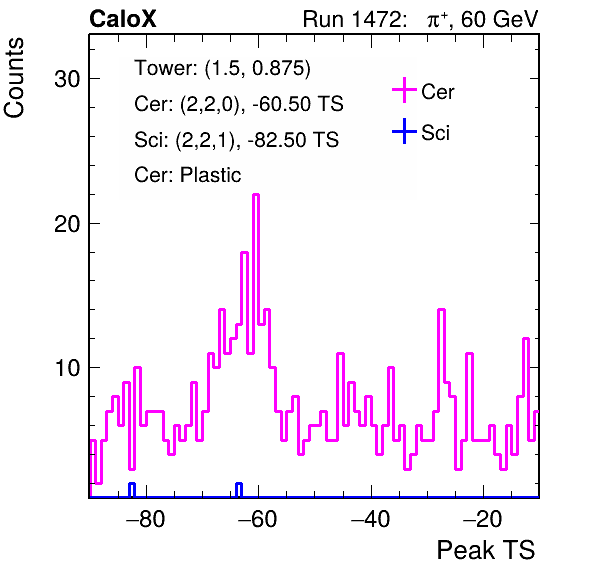 CaloX Run 1472: π⁺, 60 GeV
Counts
Tower: (1.5, 0.875)
Cer: (2,2,0), -60.50 TS
Sci: (2,2,1), -82.50 TS
Cer: Plastic
Cer
Sci
30
20
10
−80 −60 −40 −20
Peak TS